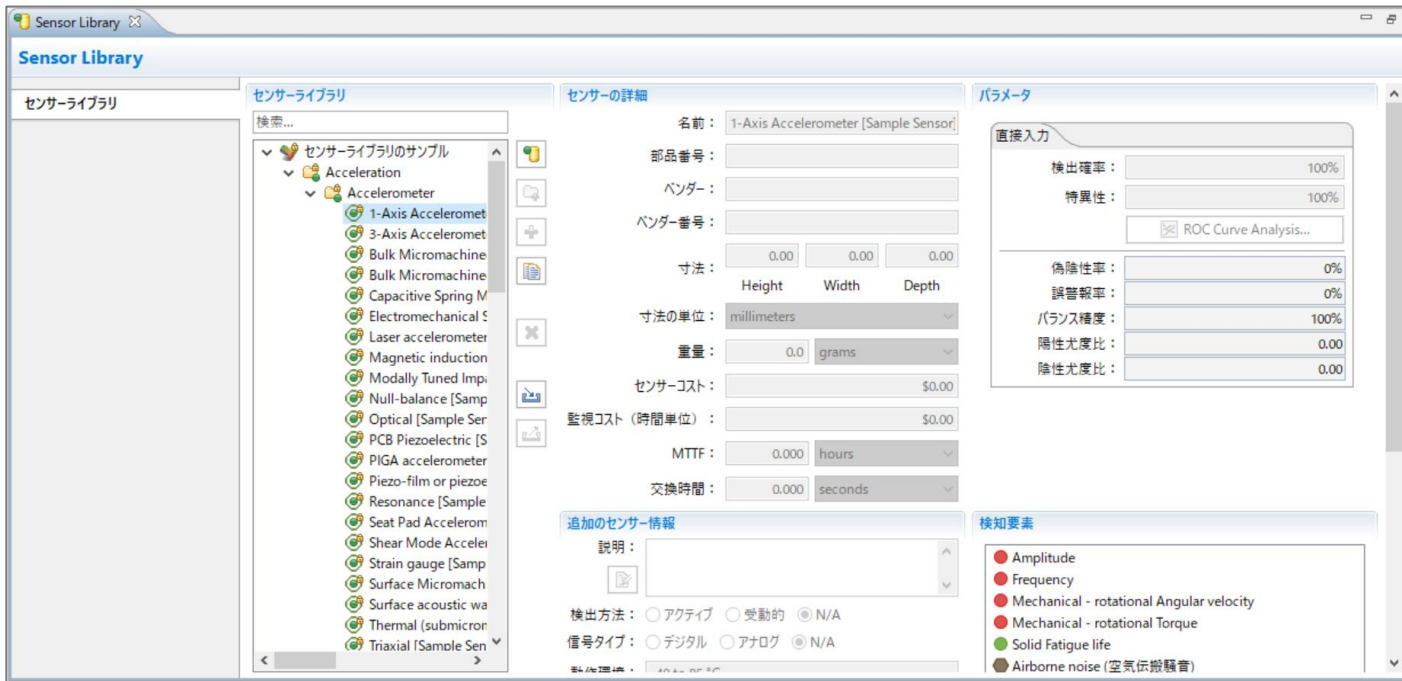 Sensor Library
Sensor Library
センサーライブラリ
センサーライブラリ
検索...
センサーライブラリのサンプル
Acceleration
Accelerometer
1-Axis Acceleromet
3-Axis Acceleromet
Bulk Micromachine
Bulk Micromachine
Capacitive Spring M
Electromechanical S
Laser accelerometer
Magnetic induction
Modally Tuned Impa
Null-balance [Samp
Optical [Sample Ser
PCB Piezoelectric [S
PIGA accelerometer
Piezo-film or piezoe
Resonance [Sample
Seat Pad Accelerom
Shear Mode Acceler
Strain gauge [Samp
Surface Micromach
Surface acoustic wa
Thermal (submicron
Triaxial [Sample Sen
センサーの詳細
名前： 1-Axis Accelerometer [Sample Sensor]
部品番号：
ベンダー：
ベンダー番号：
寸法： 0.00 0.00 0.00
Height Width Depth
寸法の単位： millimeters
重量： 0.0 grams
センサーコスト： $0.00
監視コスト（時間単位）： $0.00
MTTF： 0.000 hours
交換時間： 0.000 seconds
追加のセンサー情報
説明：
検出方法： アクティブ 受動的 N/A
信号タイプ： デジタル アナログ N/A
動作環境： -40 to 85 °C
パラメータ
直接入力
検出確率： 100%
特異性： 100%
ROC Curve Analysis...
偽陰性率： 0%
誤警報率： 0%
バランス精度： 100%
陽性尤度比： 0.00
陰性尤度比： 0.00
検知要素
Amplitude
Frequency
Mechanical - rotational Angular velocity
Mechanical - rotational Torque
Solid Fatigue life
Airborne noise (空気伝搬騒音)